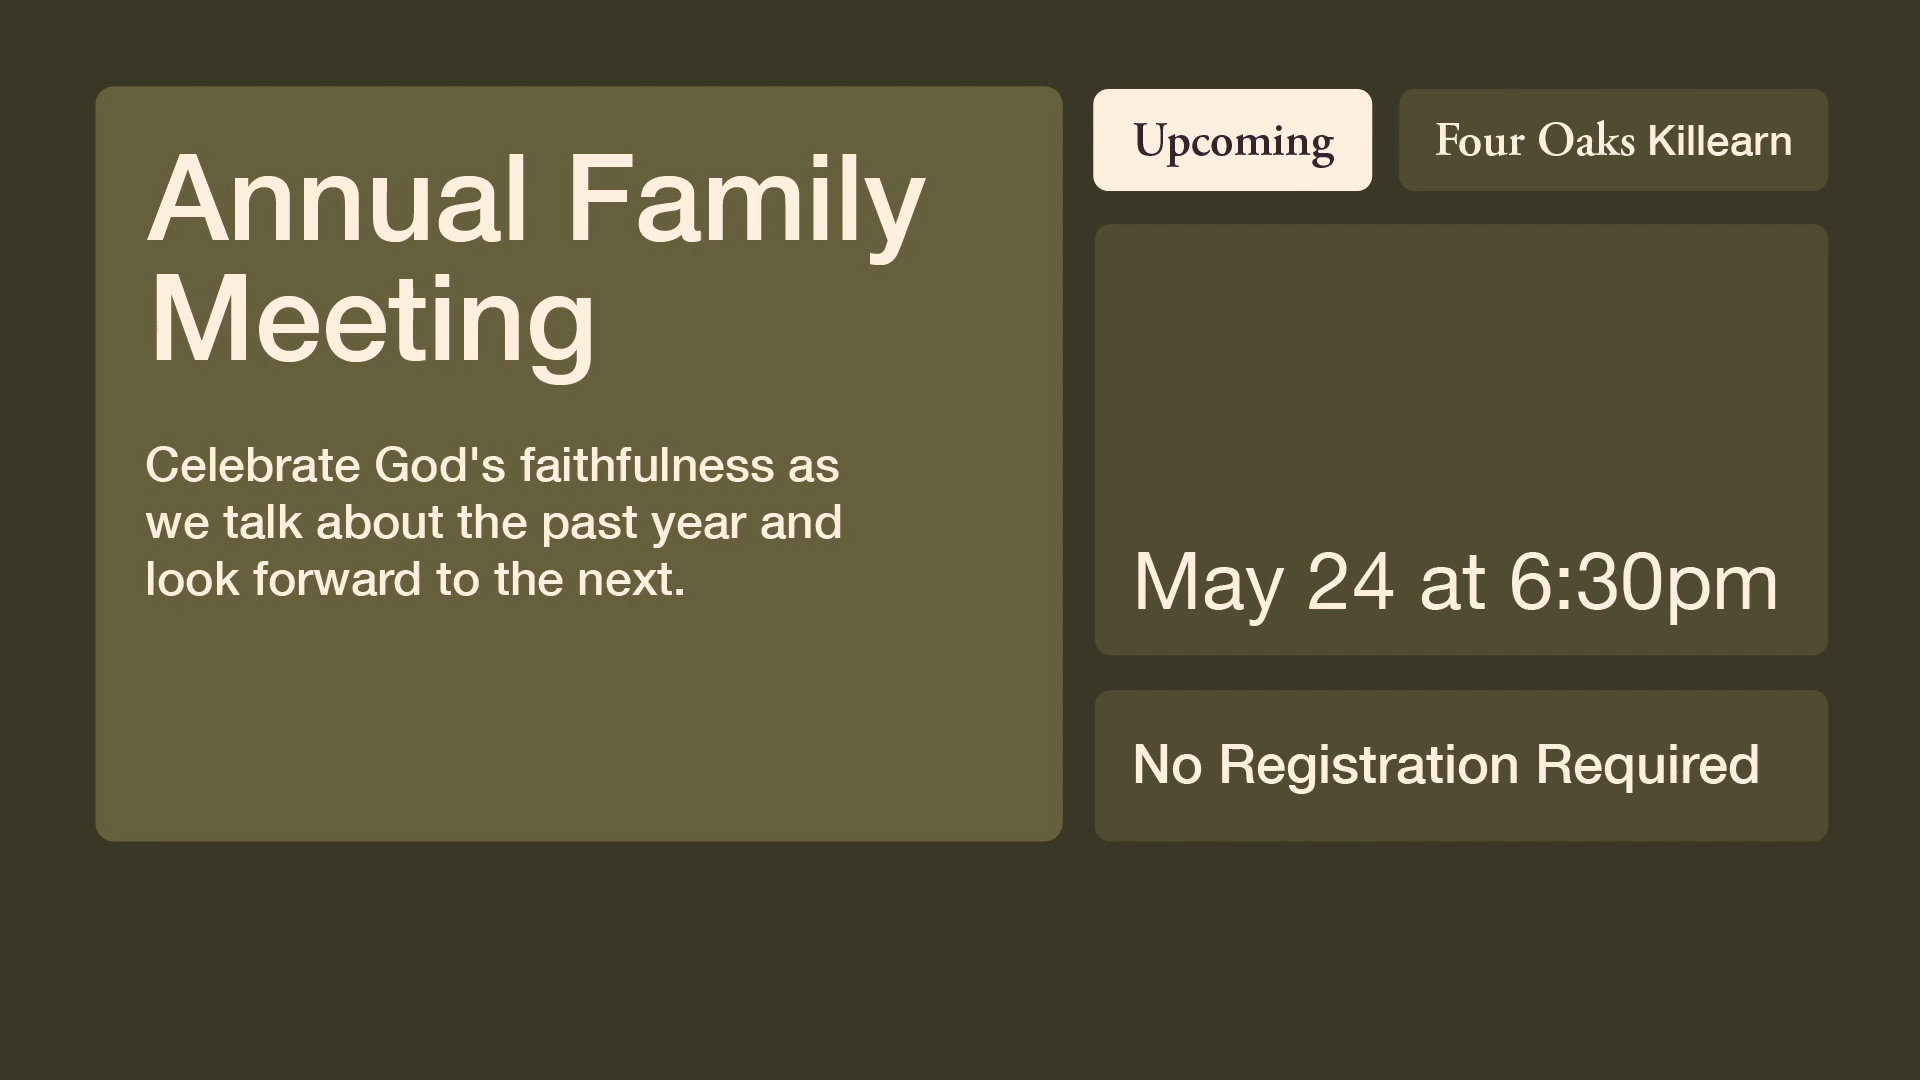 Annual Family
Meeting
Celebrate God's faithfulness as
we talk about the past year and
look forward to the next.
Upcoming
Four Oaks Killearn
May 24 at 6:30pm
No Registration Required